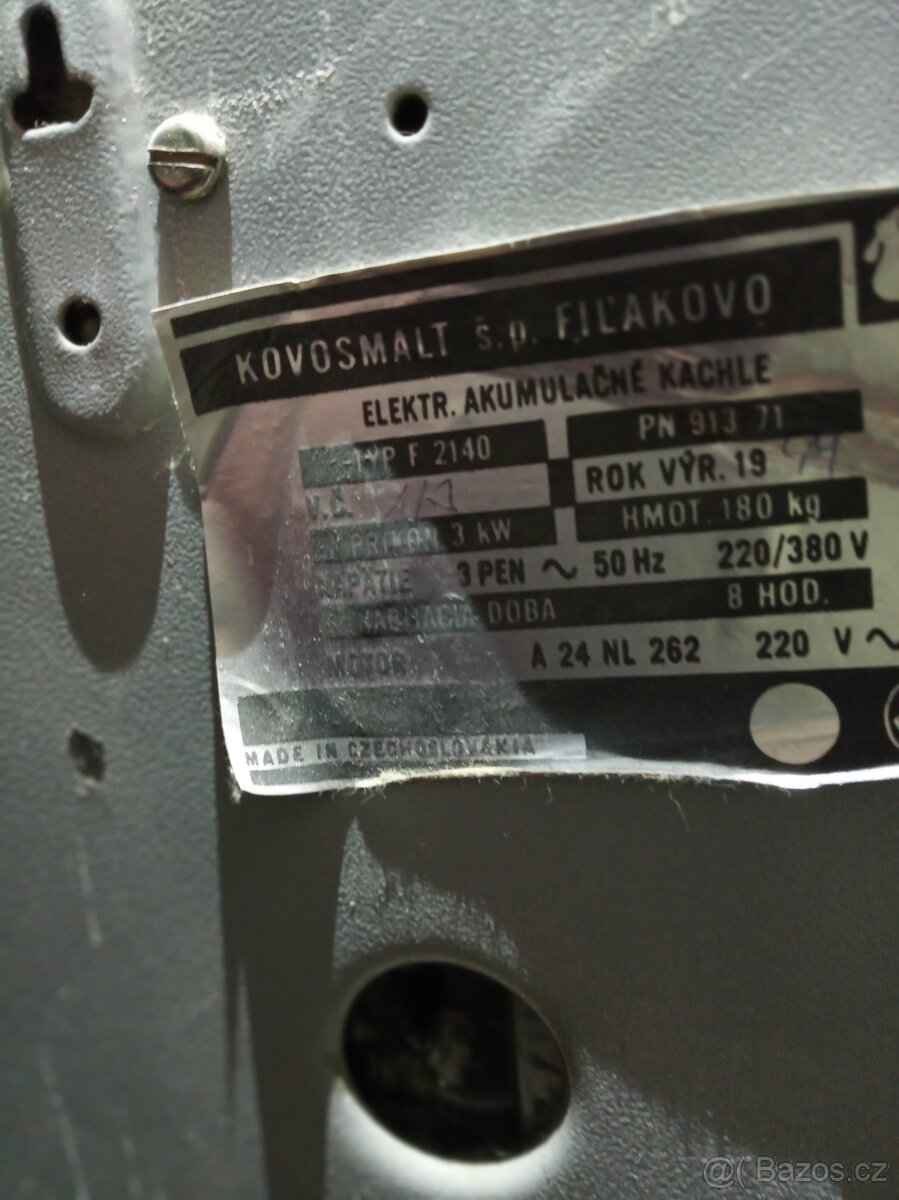 KOVOSMALT š.p. FIĽAKOVO
ELEKTR. AKUMULAČNÉ KACHLE
TYP F 2140 PN 913 71
V.Č. ROK VÝR. 19
PRÍKON 3 kW HMOT. 180 kg
NAPÄTIE 3 PEN ~ 50 Hz 220/380 V
DOBA 8 HOD.
MOTOR A 24 NL 262 220 V ~
MADE IN CZECHOSLOVAKIA
@( Bazos.cz